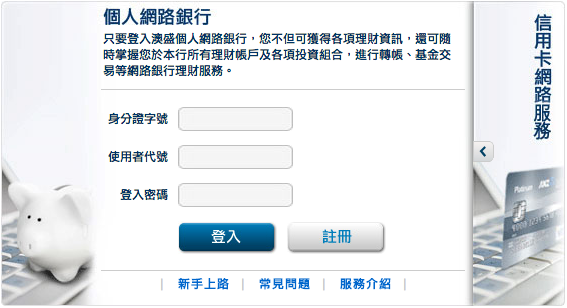 個人網路銀行
只要登入澳盛個人網路銀行，您不但可獲得各項理財資訊，還可隨
時掌握您於本行所有理財帳戶及各項投資組合，進行轉帳、基金交
易等網路銀行理財服務。
身分證字號
使用者代號
登入密碼
登入 註冊
| 新手上路 | 常見問題 | 服務介紹 |
信用卡網路服務
Platinum ANZ